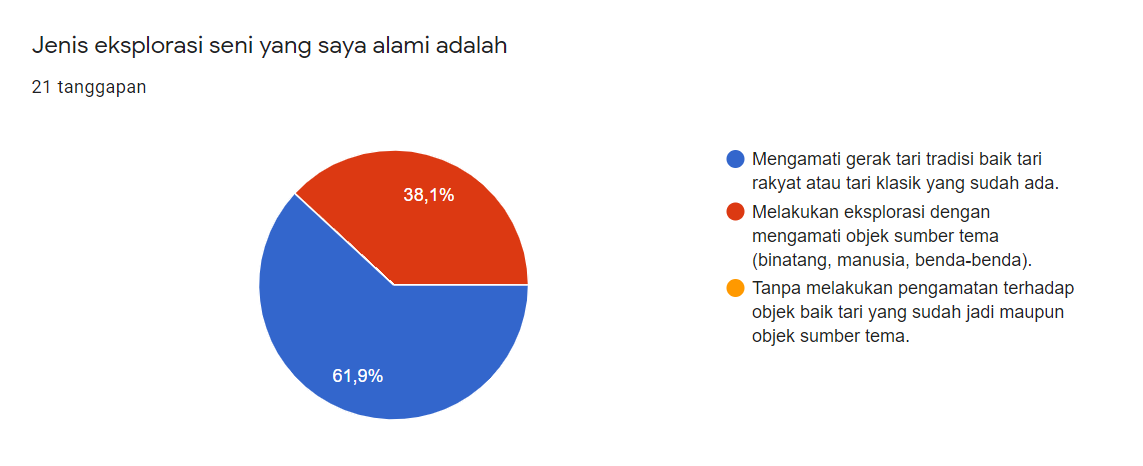 Jenis eksplorasi seni yang saya alami adalah
21 tanggapan
38,1%
61,9%
Mengamati gerak tari tradisi baik tari
rakyat atau tari klasik yang sudah ada.
Melakukan eksplorasi dengan
mengamati objek sumber tema
(binatang, manusia, benda-benda).
Tanpa melakukan pengamatan terhadap
objek baik tari yang sudah jadi maupun
objek sumber tema.